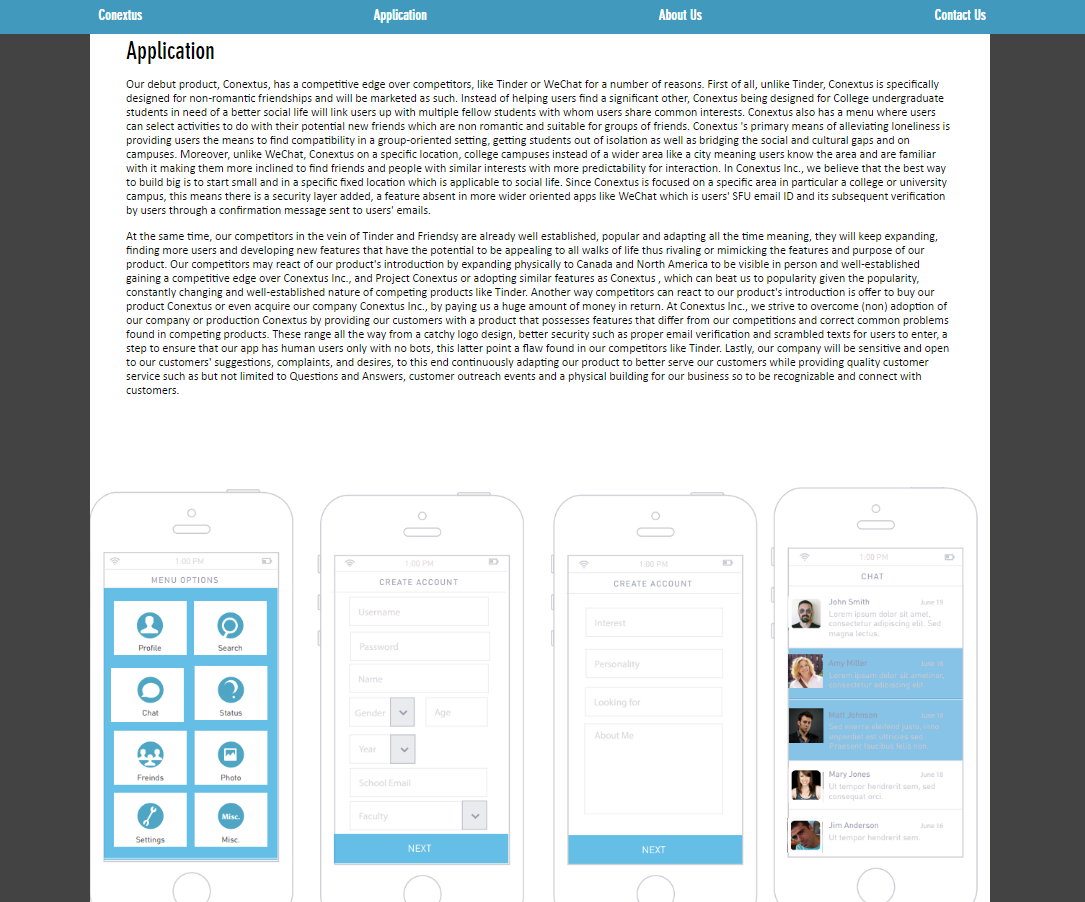 Conextus
Application
About Us
Contact Us
Application
Our debut product, Conextus, has a competitive edge over competitors, like Tinder or WeChat for a number of reasons. First of all, unlike Tinder, Conextus is specifically
designed for non-romantic friendships and will be marketed as such. Instead of helping users find a significant other, Conextus being designed for College undergraduate
students in need of a better social life will link users up with multiple fellow students with whom users share common interests. Conextus also has a menu where users
can select activities to do with their potential new friends which are non romantic and suitable for groups of friends. Conextus 's primary means of alleviating loneliness is
providing users the means to find compatibility in a group-oriented setting, getting students out of isolation as well as bridging the social and cultural gaps and on
campuses. Moreover, unlike WeChat, Conextus on a specific location, college campuses instead of a wider area like a city meaning users know the area and are familiar
with it making them more inclined to find friends and people with similar interests with more predictability for interaction. In Conextus Inc., we believe that the best way
to build big is to start small and in a specific fixed location which is applicable to social life. Since Conextus is focused on a specific area in particular a college or university
campus, this means there is a security layer added, a feature absent in more wider oriented apps like WeChat which is users' SFU email ID and its subsequent verification
by users through a confirmation message sent to users' emails.
At the same time, our competitors in the vein of Tinder and Friendsy are already well established, popular and adapting all the time meaning, they will keep expanding,
finding more users and developing new features that have the potential to be appealing to all walks of life thus rivaling or mimicking the features and purpose of our
product. Our competitors may react of our product's introduction by expanding physically to Canada and North America to be visible in person and well-established
gaining a competitive edge over Conextus Inc., and Project Conextus or adopting similar features as Conextus , which can beat us to popularity given the popularity,
constantly changing and well-established nature of competing products like Tinder. Another way competitors can react to our product's introduction is offer to buy our
product Conextus or even acquire our company Conextus Inc., by paying us a huge amount of money in return. At Conextus Inc., we strive to overcome (non) adoption of
our company or production Conextus by providing our customers with a product that possesses features that differ from our competitions and correct common problems
found in competing products. These range all the way from a catchy logo design, better security such as proper email verification and scrambled texts for users to enter, a
step to ensure that our app has human users only with no bots, this latter point a flaw found in our competitors like Tinder. Lastly, our company will be sensitive and open
to our customers' suggestions, complaints, and desires, to this end continuously adapting our product to better serve our customers while providing quality customer
service such as but not limited to Questions and Answers, customer outreach events and a physical building for our business so to be recognizable and connect with
customers.
1:00 PM
MENU OPTIONS
Profile
Search
Chat
Status
Freinds
Photo
Settings
Misc.
Misc.
1:00 PM
CREATE ACCOUNT
Username
Password
Name
Gender
Age
Year
School Email
Faculty
NEXT
1:00 PM
CREATE ACCOUNT
Interest
Personality
Looking for
About Me
NEXT
1:00 PM
CHAT
John Smith
June 19
Lorem ipsum dolor sit amet,
consectetur adipiscing elit. Sed
magna lectus.
Amy Miller
June 18
Lorem ipsum dolor sit
consectetur adipiscing elit.
Matt Johnson
June 18
Mary Jones
June 18
Ut tempor hendrerit sem, sed
consequat orci.
Jim Anderson
June 16
Ut tempor hendrerit sem.